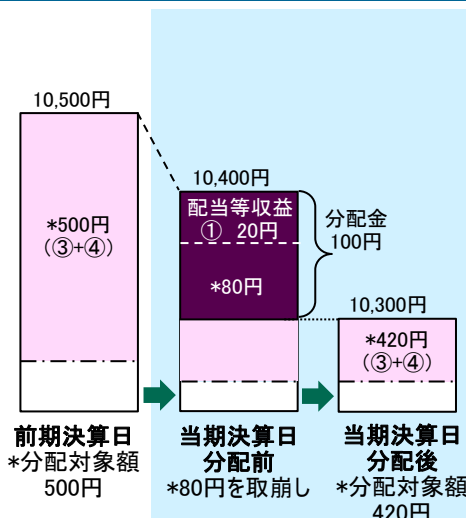 10,500円
*500円
(③+④)
10,400円
配当等収益
① 20円
*80円
分配金
100円
10,300円
*420円
(③+④)
前期決算日
*分配対象額
500円
当期決算日
分配前
*80円を取崩し
当期決算日
分配後
*分配対象額
420円